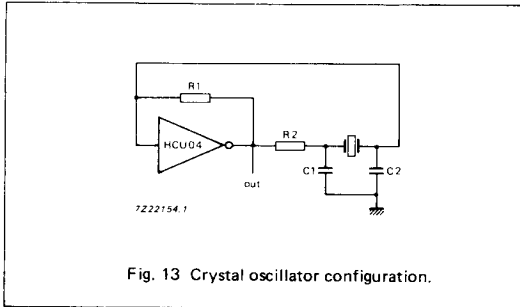 R1
HCU04
R2
C1
C2
out
7Z22154.1
Fig. 13 Crystal oscillator configuration.